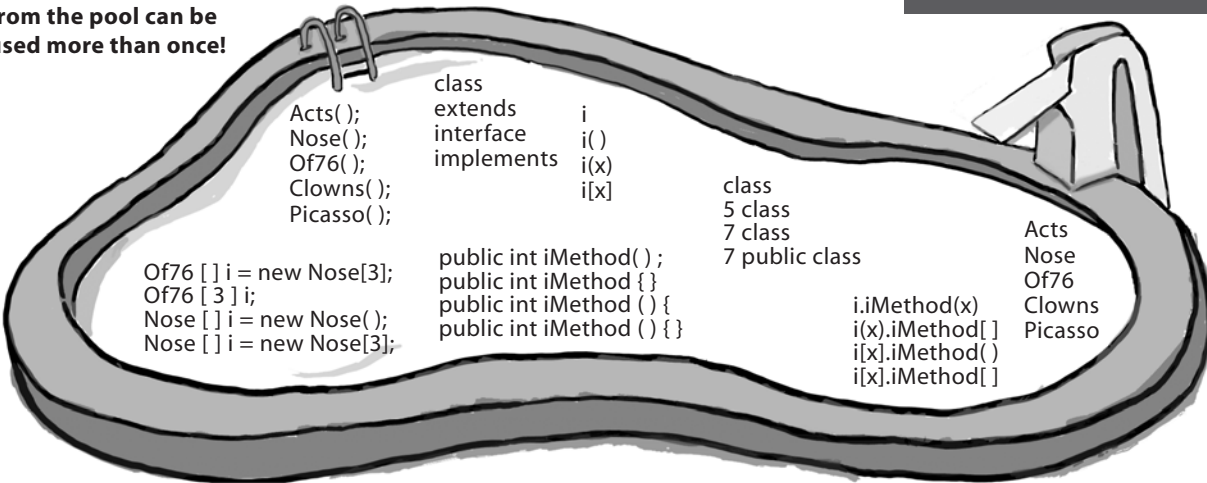 from the pool can be
used more than once!
Acts( );
Nose( );
Of76( );
Clowns( );
Picasso( );
class
extends
interface
implements
i
i( )
i(x)
i[x]
class
5 class
7 class
7 public class
Acts
Nose
Of76
Clowns
Picasso
Of76 [ ] i = new Nose[3];
Of76 [ 3 ] i;
Nose [ ] i = new Nose( );
Nose [ ] i = new Nose[3];
public int iMethod( ) ;
public int iMethod { }
public int iMethod ( ) {
public int iMethod ( ) { }
i.iMethod(x)
i(x).iMethod[ ]
i[x].iMethod( )
i[x].iMethod[ ]